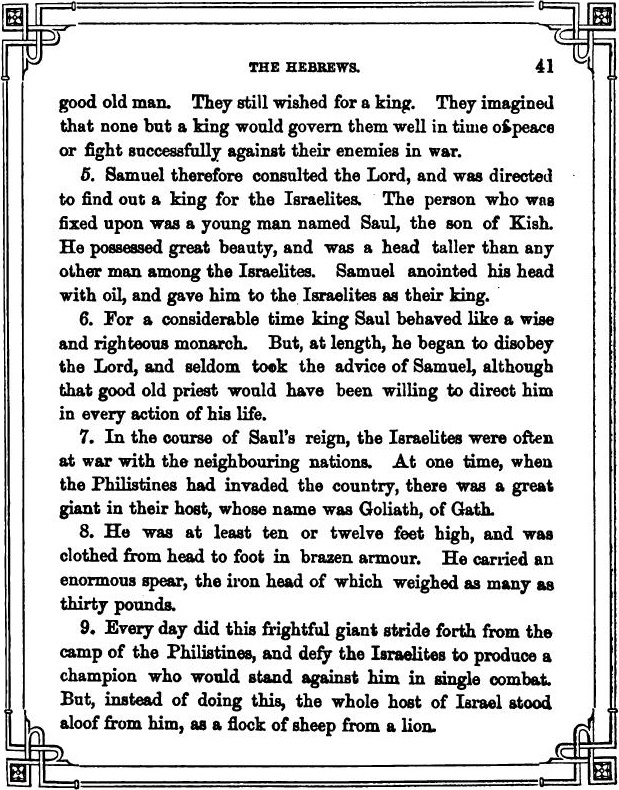 THE HEBREWS. 41
good old man. They still wished for a king. They imagined
that none but a king would govern them well in time of peace
or fight successfully against their enemies in war.
5. Samuel therefore consulted the Lord, and was directed
to find out a king for the Israelites. The person who was
fixed upon was a young man named Saul, the son of Kish.
He possessed great beauty, and was a head taller than any
other man among the Israelites. Samuel anointed his head
with oil, and gave him to the Israelites as their king.
6. For a considerable time king Saul behaved like a wise
and righteous monarch. But, at length, he began to disobey
the Lord, and seldom took the advice of Samuel, although
that good old priest would have been willing to direct him
in every action of his life.
7. In the course of Saul's reign, the Israelites were often
at war with the neighbouring nations. At one time, when
the Philistines had invaded the country, there was a great
giant in their host, whose name was Goliath, of Gath.
8. He was at least ten or twelve feet high, and was
clothed from head to foot in brazen armour. He carried an
enormous spear, the iron head of which weighed as many as
thirty pounds.
9. Every day did this frightful giant stride forth from the
camp of the Philistines, and defy the Israelites to produce a
champion who would stand against him in single combat.
But, instead of doing this, the whole host of Israel stood
aloof from him, as a flock of sheep from a lion.